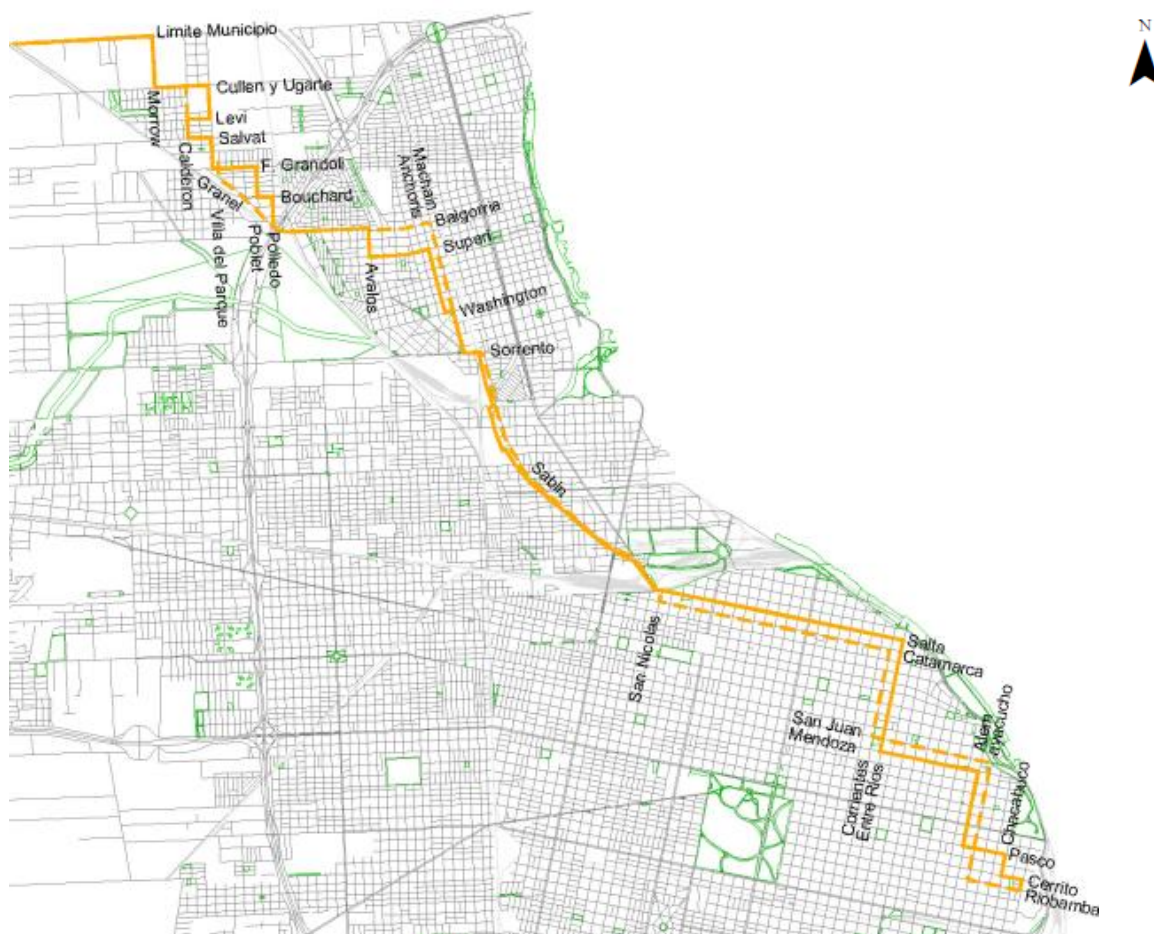 N
Limite Municipio
Cullen y Ugarte
Morrow
Levi
Salvat
Calderon
F. Grandoli
Granel
Bouchard
Machain
Anchoris
Baigorria
Villa del Parque
Poblet
Polledo
Superi
Avalos
Washington
Sorrento
Sabin
San Nicolas
Salta
Catamarca
San Juan
Mendoza
Alem
Ayacucho
Corrientes
Entre Rios
Chacabuco
Pasco
Cerrito
Riobamba